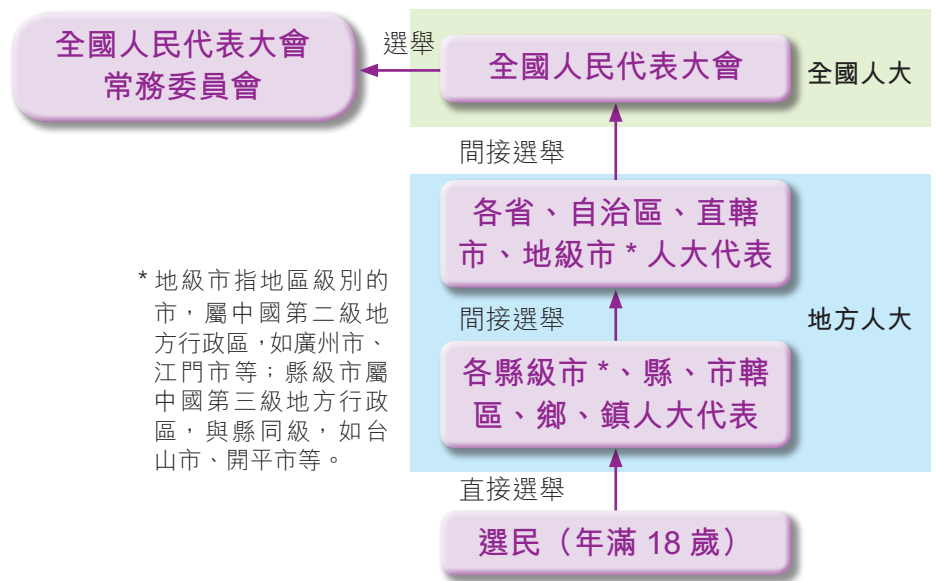 全國人民代表大會
常務委員會
選舉
全國人民代表大會
全國人大
間接選舉
各省、自治區、直轄
市、地級市*人大代表
* 地級市指地區級別的
市，屬中國第二級地
方行政區，如廣州市、
江門市等；縣級市屬
中國第三級地方行政
區，與縣同級，如台
山市、開平市等。
間接選舉
地方人大
各縣級市*、縣、市轄
區、鄉、鎮人大代表
直接選舉
選民（年滿 18 歲）